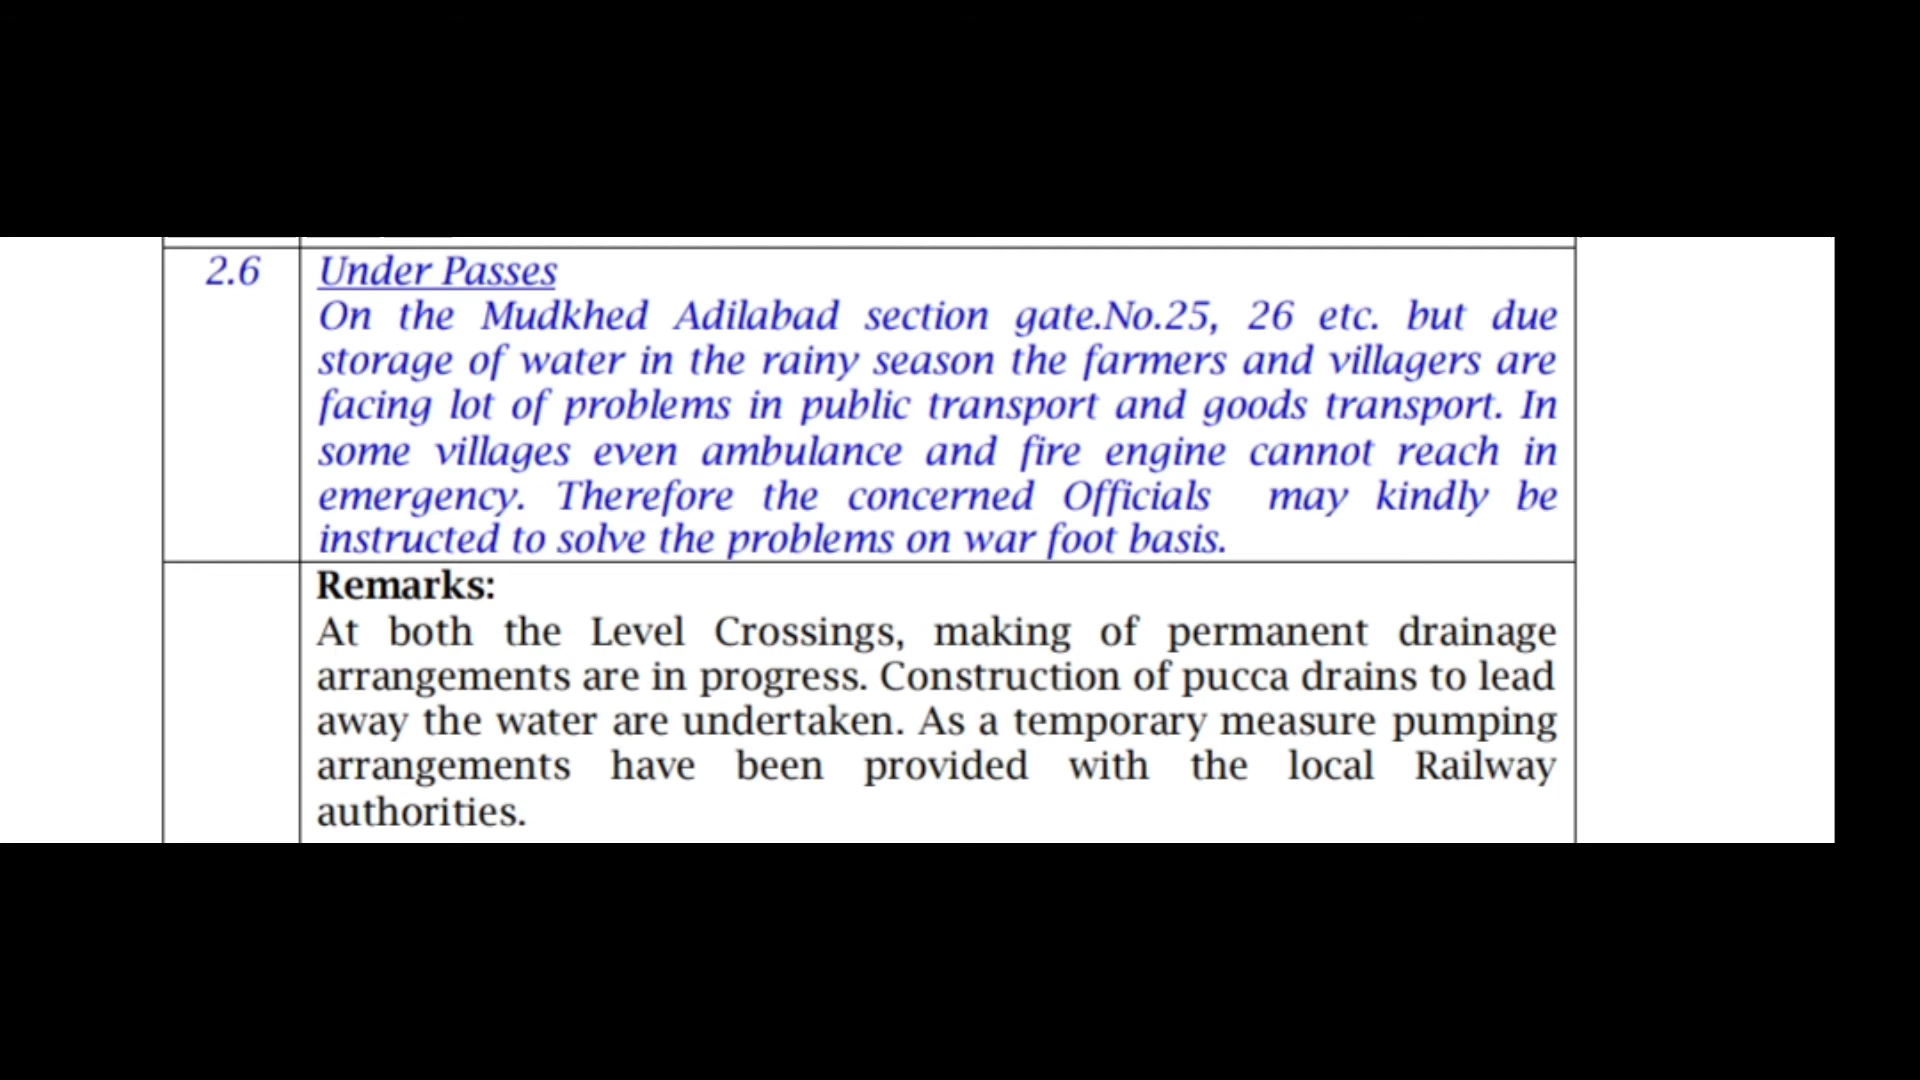 2.6 Under Passes
On the Mudkhed Adilabad section gate.No.25, 26 etc. but due
storage of water in the rainy season the farmers and villagers are
facing lot of problems in public transport and goods transport. In
some villages even ambulance and fire engine cannot reach in
emergency. Therefore the concerned Officials may kindly be
instructed to solve the problems on war foot basis.
Remarks:
At both the Level Crossings, making of permanent drainage
arrangements are in progress. Construction of pucca drains to lead
away the water are undertaken. As a temporary measure pumping
arrangements have been provided with the local Railway
authorities.